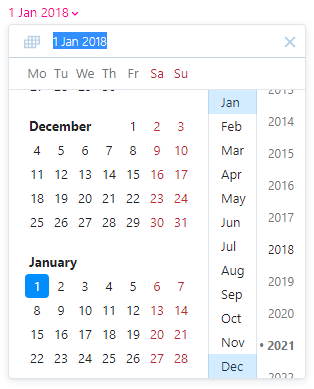 1 Jan 2018
1 Jan 2018
Mo Tu We Th Fr Sa Su
December 1 2 3
4 5 6 7 8 9 10
11 12 13 14 15 16 17
18 19 20 21 22 23 24
25 26 27 28 29 30 31
January
1 2 3 4 5 6 7
8 9 10 11 12 13 14
15 16 17 18 19 20 21
22 23 24 25 26 27 28
Jan
Feb
Mar
Apr
May
Jun
Jul
Aug
Sep
Oct
Nov
Dec
2013
2014
2015
2016
2017
2018
2019
2020
• 2021
2022